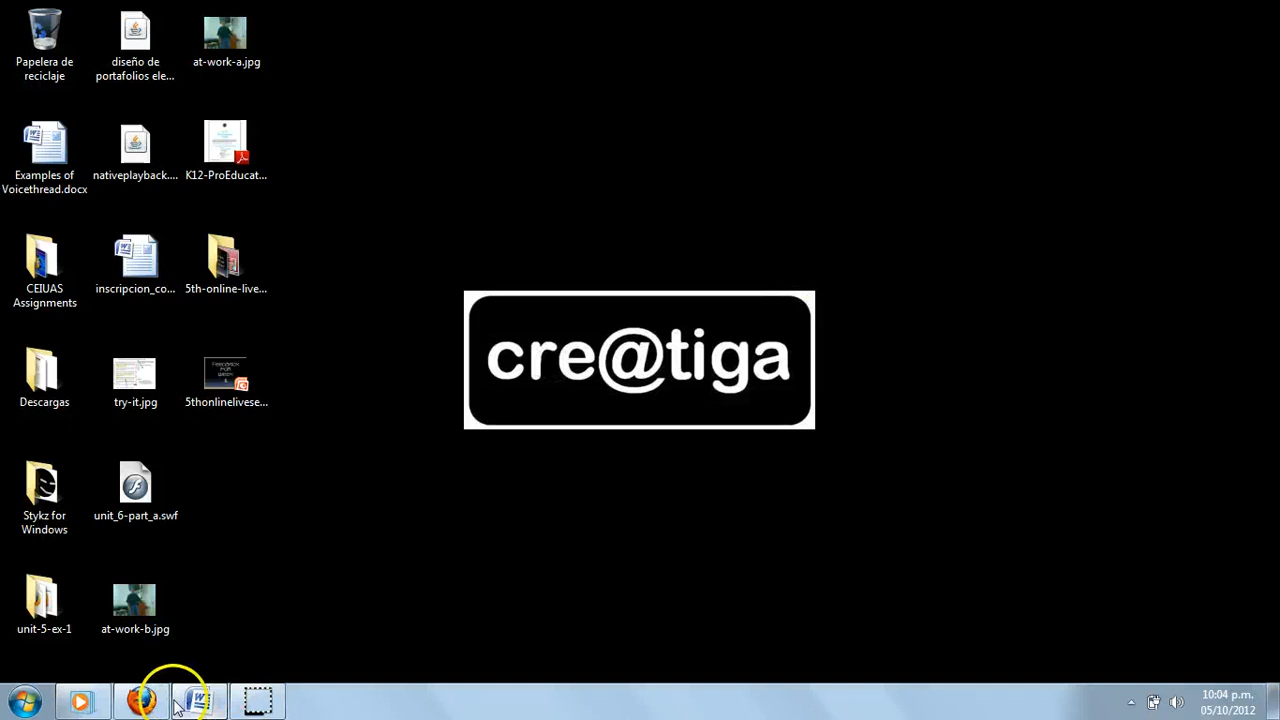 Papelera de
reciclaje
diseño de
portafolios ele...
at-work-a.jpg
Examples of
Voicethread.docx
nativeplayback....
K12-ProEducat...
CEIUAS
Assignments
inscripcion_co...
5th-online-live...
Descargas
try-it.jpg
5thonlinelivese...
Stykz for
Windows
unit_6-part_a.swf
unit-5-ex-1
at-work-b.jpg
cre@tiga
10:04 p.m.
05/10/2012